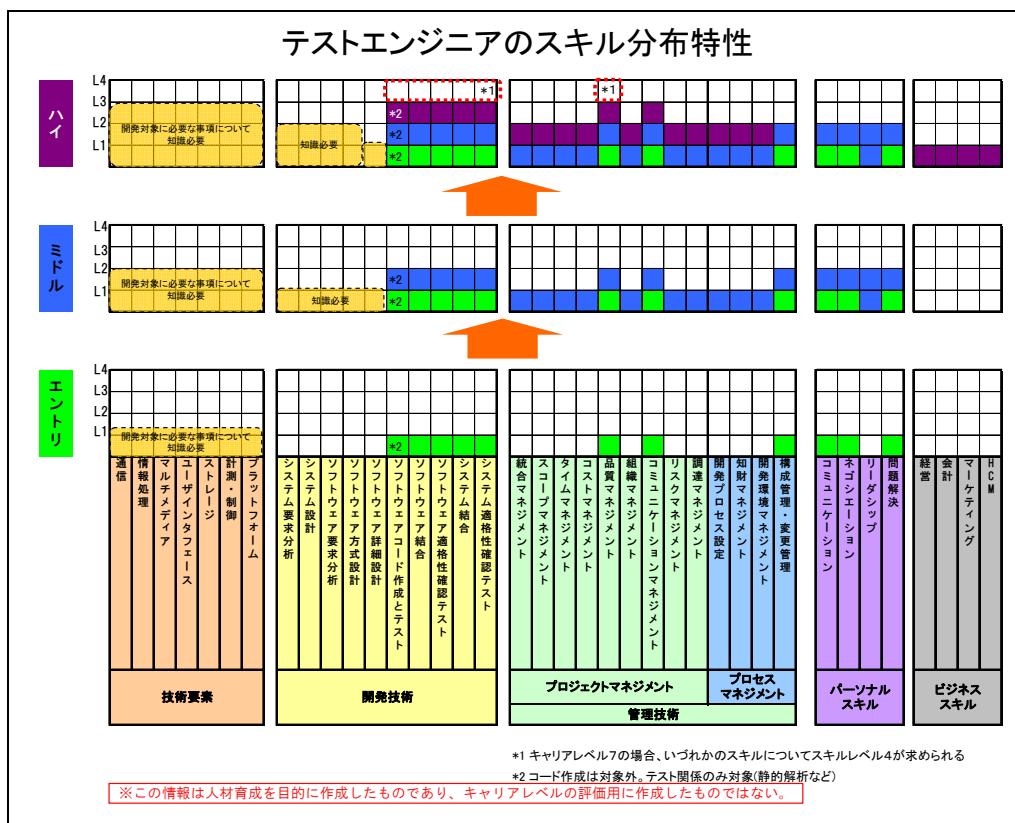 テストエンジニアのスキル分布特性
ハイ
L4
L3
L2
L1
開発対象に必要な事項について
知識必要
知識必要
*1
*2
*2
*2
*1
ミドル
L4
L3
L2
L1
開発対象に必要な事項について
知識必要
知識必要
*2
*2
エントリ
L4
L3
L2
L1
開発対象に必要な事項について
知識必要
*2
通信
情報処理
マルチメディア
ユーザインタフェース
ストレージ
計測・制御
プラットフォーム
システム要求分析
システム設計
ソフトウェア要求分析
ソフトウェア方式設計
ソフトウェア詳細設計
ソフトウェアコード作成とテスト
ソフトウェア結合
ソフトウェア適格性確認テスト
システム結合
システム適格性確認テスト
統合マネジメント
スコープマネジメント
タイムマネジメント
コストマネジメント
品質マネジメント
組織マネジメント
コミュニケーションマネジメント
リスクマネジメント
調達マネジメント
開発プロセス設定
知財マネジメント
開発環境マネジメント
構成管理・変更管理
コミュニケーション
ネゴシエーション
リーダシップ
問題解決
経営
会計
マーケティング
HCM
技術要素
開発技術
プロジェクトマネジメント
プロセス
マネジメント
管理技術
パーソナル
スキル
ビジネス
スキル
*1 キャリアレベル7の場合、いづれかのスキルについてスキルレベル4が求められる
*2 コード作成は対象外。テスト関係のみ対象(静的解析など)
※この情報は人材育成を目的に作成したものであり、キャリアレベルの評価用に作成したものではない。